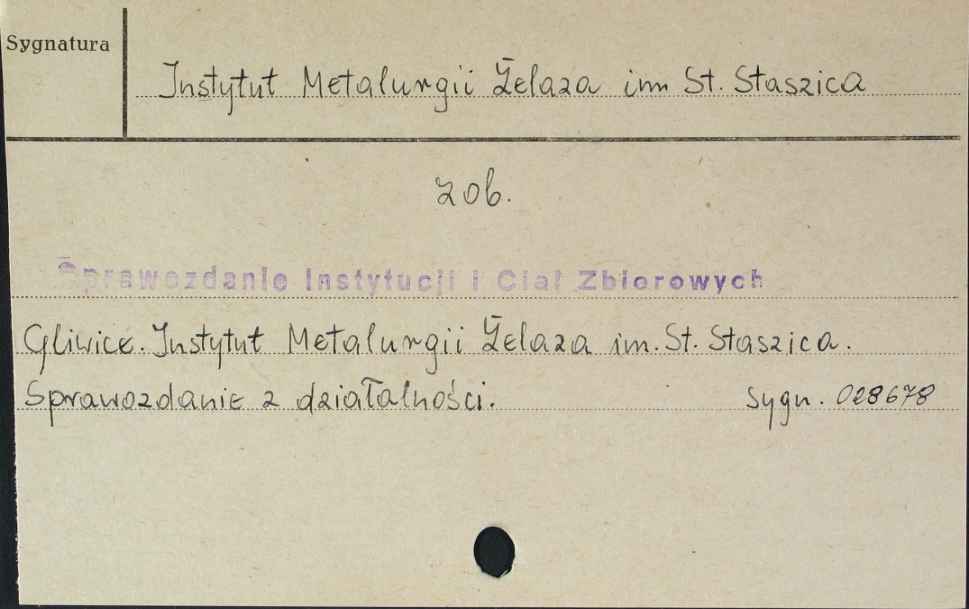 Sygnatura
Instytut Metalurgii Żelaza im St. Staszica
zob.
Sprawozdanie Instytucji i Ciał Zbiorowych
Gliwice. Instytut Metalurgii Żelaza im. St. Staszica.
Sprawozdanie z działalności. Sygn. 028678